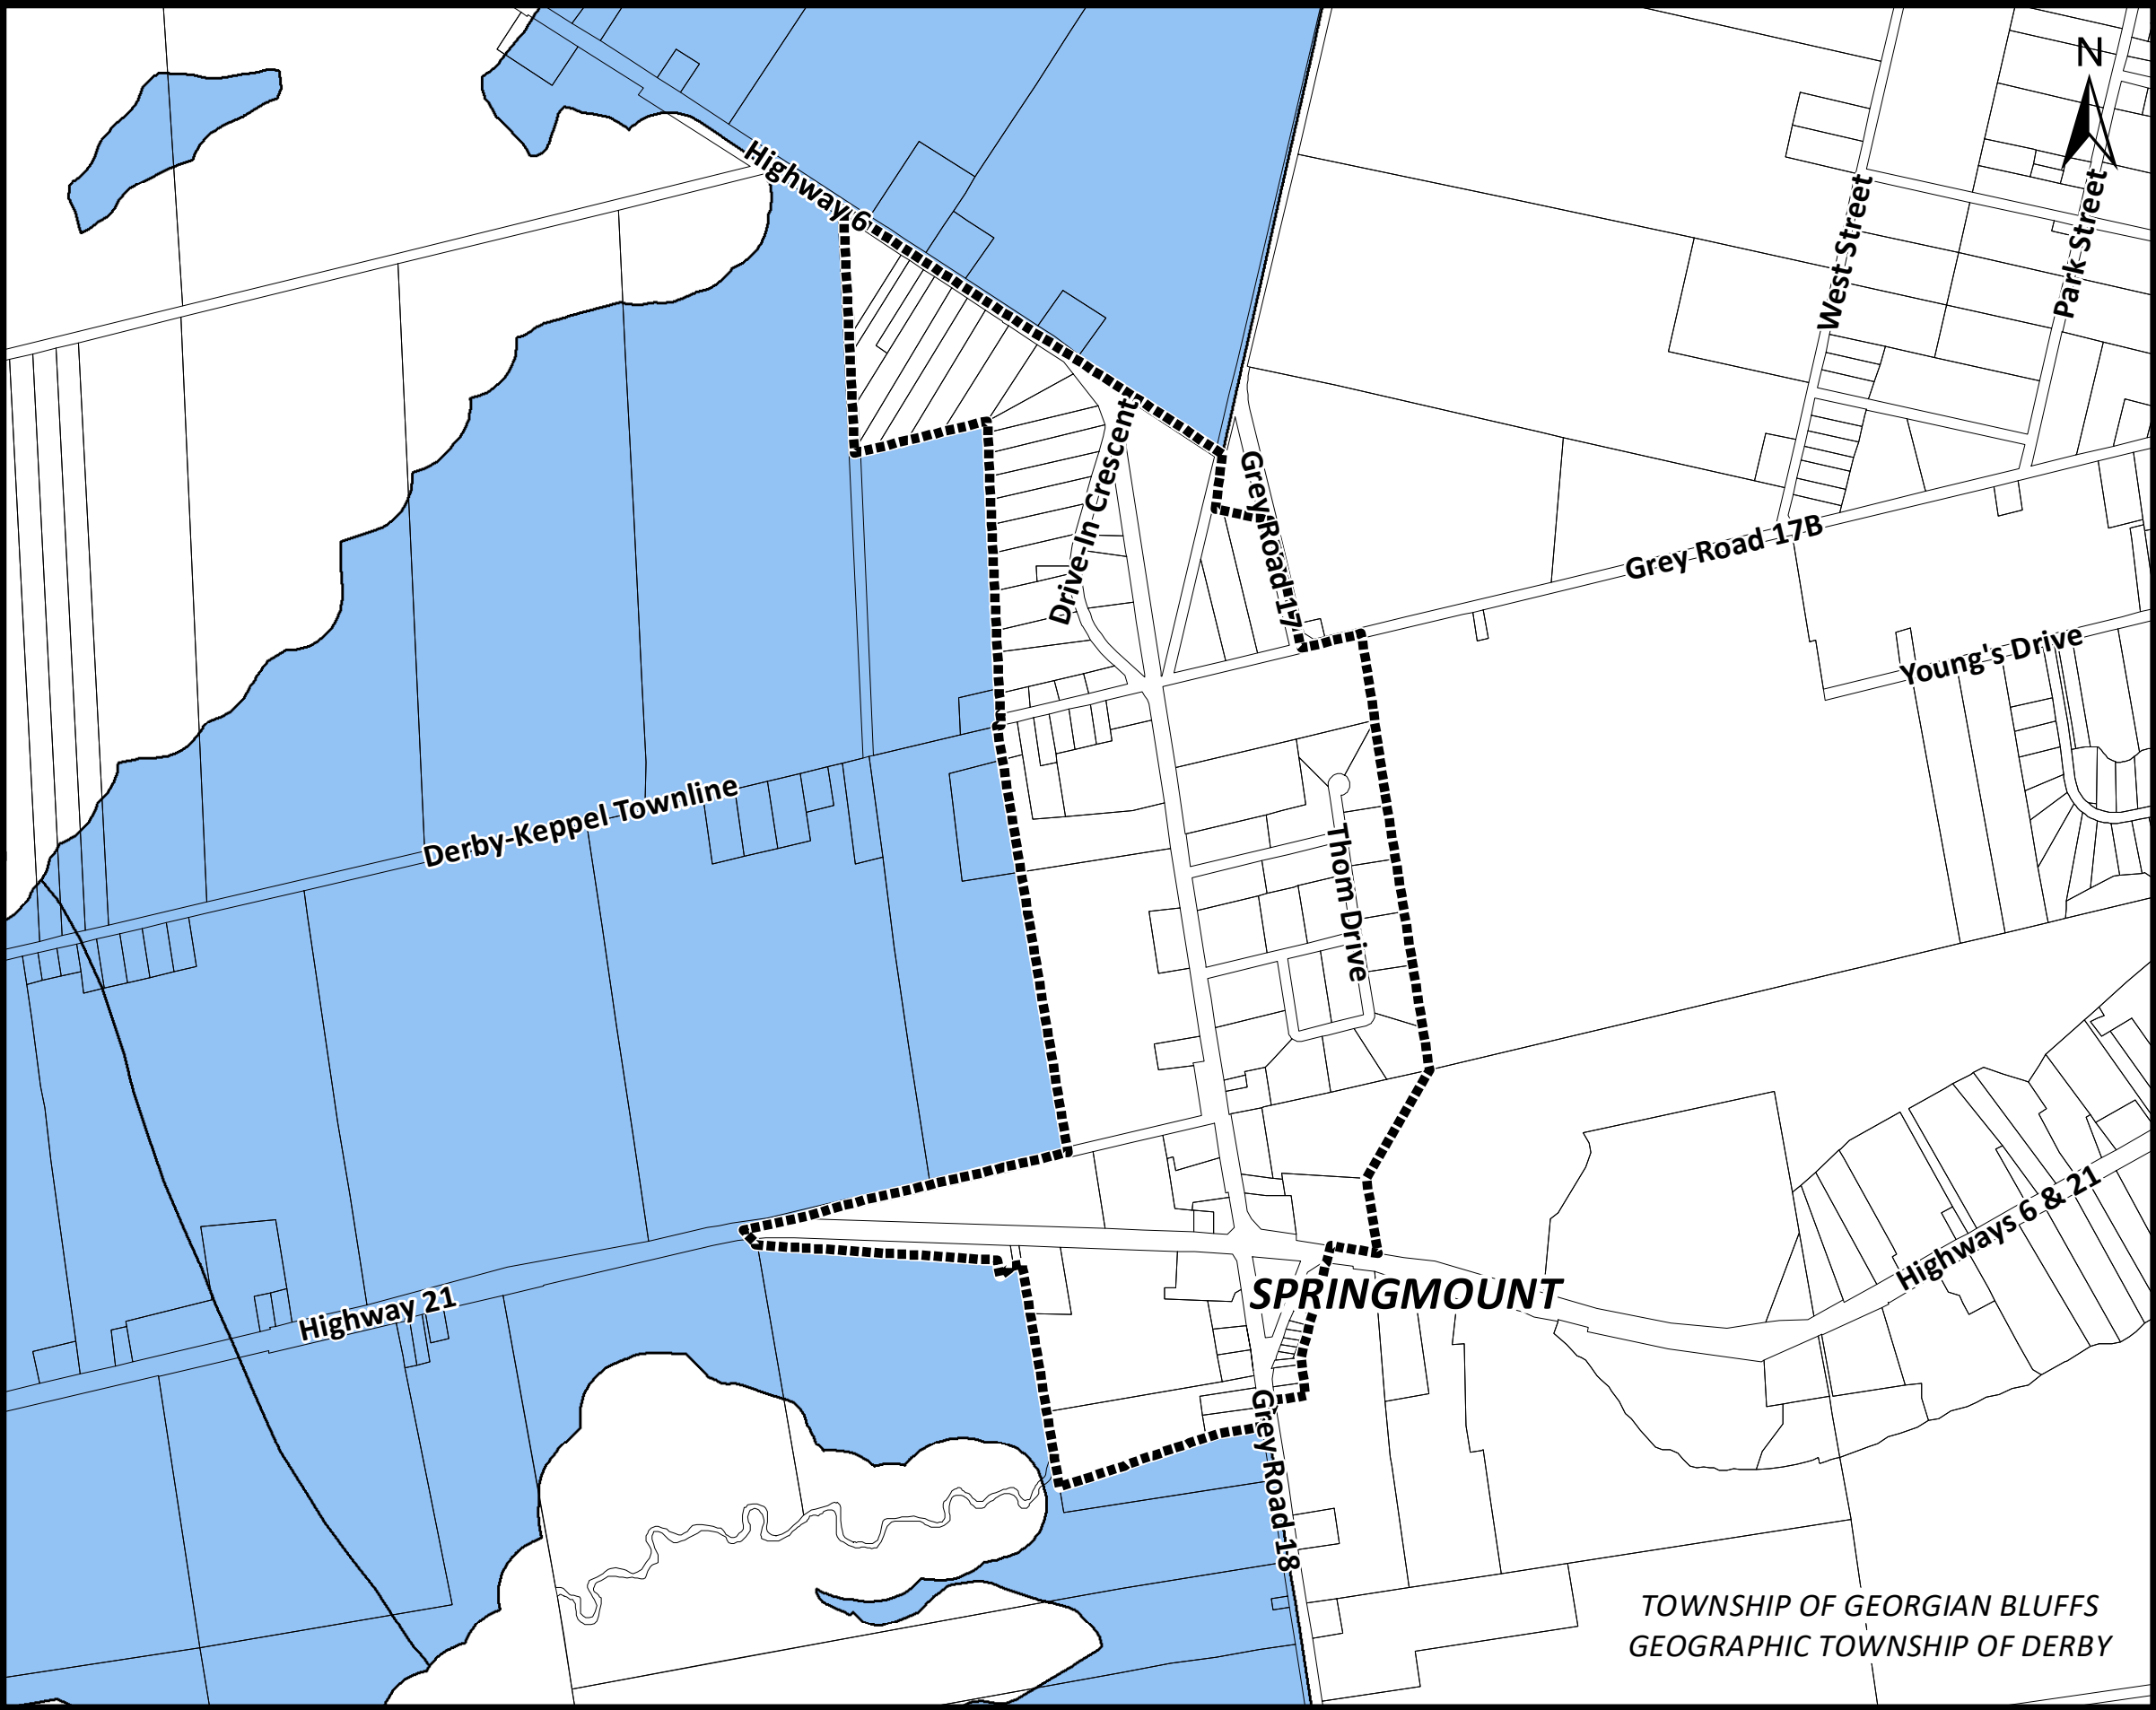 N
Highway 6
West Street
Park Street
Drive-In Crescent
Grey Road 17
Grey Road 17B
Young's Drive
Derby-Keppel Townline
Thom Drive
Highways 6 & 21
Highway 21
SPRINGMOUNT
Grey Road 18
TOWNSHIP OF GEORGIAN BLUFFS
GEOGRAPHIC TOWNSHIP OF DERBY